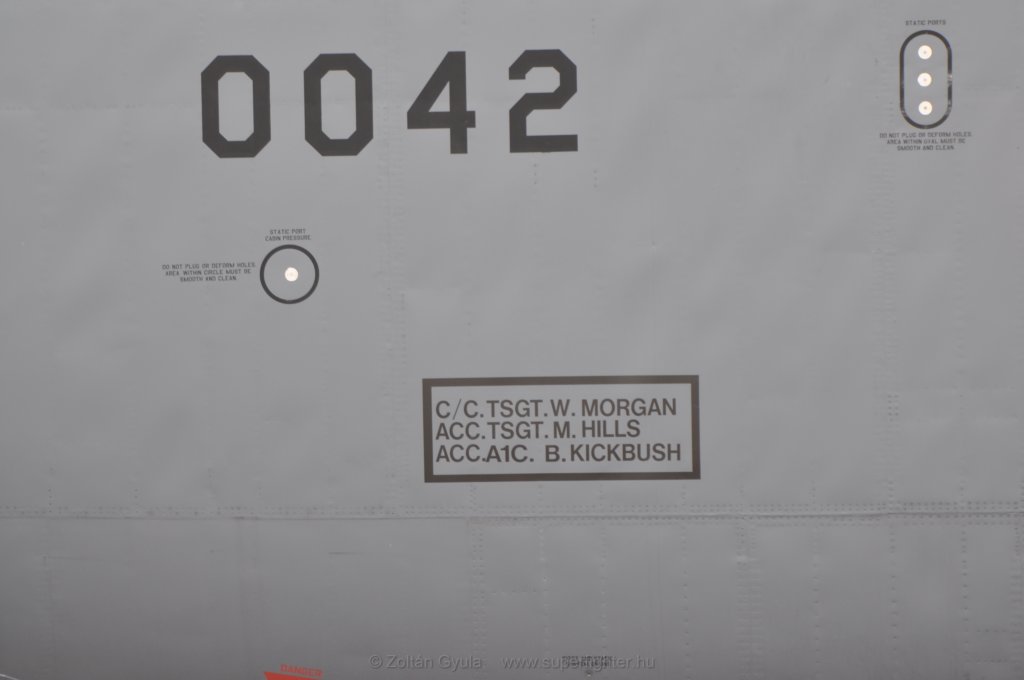 STATIC PORTS
0042
DO NOT PLUG OR DEFORM HOLES.
AREA WITHIN OVAL MUST BE
SMOOTH AND CLEAN.
STATIC PORT
CABIN PRESSURE
DO NOT PLUG OR DEFORM HOLES.
AREA WITHIN CIRCLE MUST BE
SMOOTH AND CLEAN
C/C. TSGT. W. MORGAN
ACC. TSGT. M. HILLS
ACC. A1C. B. KICKBUSH
DANGER
© Zoltán Gyula www.superfighter.hu